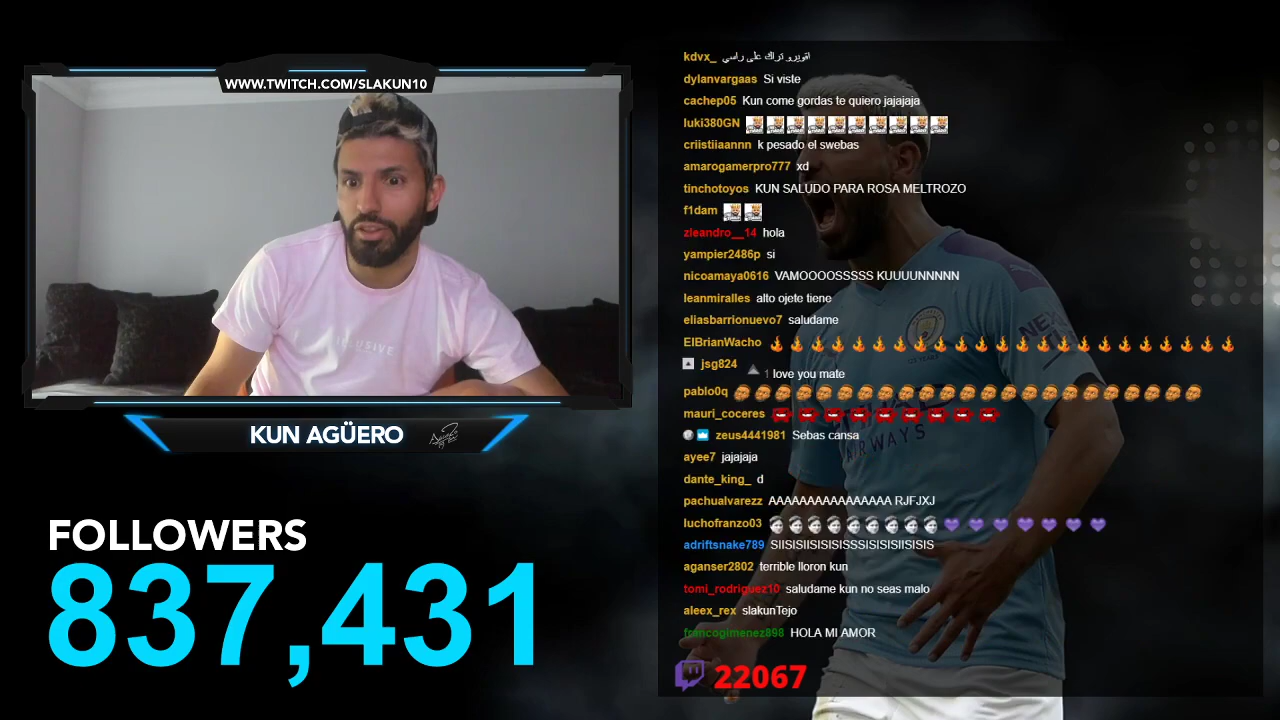 WWW.TWITCH.COM/SLAKUN10
KUN AGÜERO
FOLLOWERS
837,431
kdvx_ اقويرو تراك على راسي
dylanvargaas Si viste
cachep05 Kun come gordas te quiero jajajaja
luki380GN
criistiiaannn k pesado el swebas
amarogamerpro777 xd
tinchotoyos KUN SALUDO PARA ROSA MELTROZO
f1dam
zleandro__14 hola
yampier2486p si
nicoamaya0616 VAMOOOOSSSSS KUUUUNNNNN
leanmiralles alto ojete tiene
eliasbarrionuevo7 saludame
ElBrianWacho
jsg824 1 love you mate
pablo0q
mauri_coceres
zeus4441981 Sebas cansa
ayee7 jajajaja
dante_king_ d
pachualvarezz AAAAAAAAAAAAAAAA RJFJXJ
luchofranzo03
adriftsnake789 SIISISIISISISISSSISISISIISISIS
aganser2802 terrible lloron kun
tomi_rodriguez10 saludame kun no seas malo
aleex_rex slakunTejo
francogimenez898 HOLA MI AMOR
22067